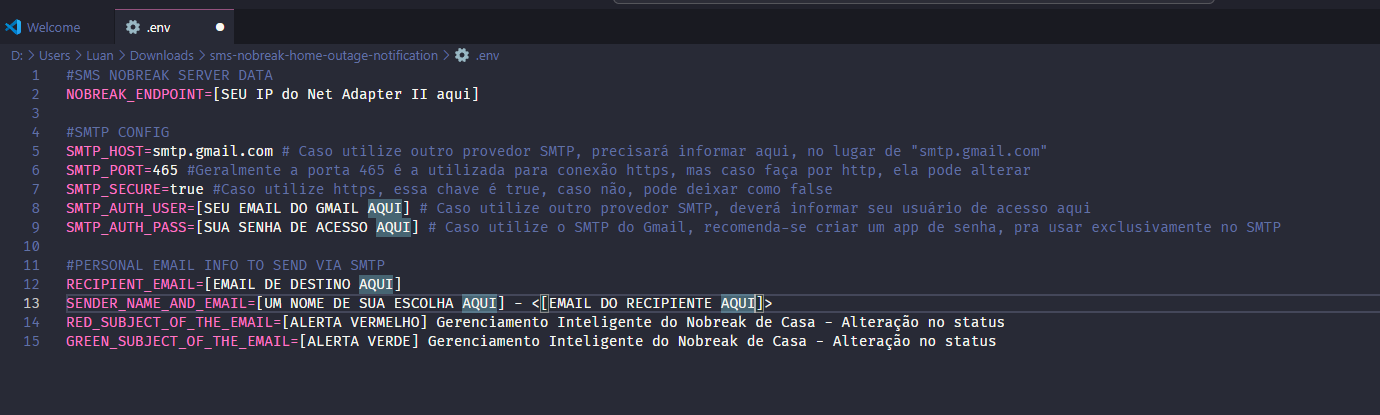 Welcome
.env
D: > Users > Luan > Downloads > sms-nobreak-home-outage-notification > .env
1 #SMS NOBREAK SERVER DATA
2 NOBREAK_ENDPOINT=[SEU IP do Net Adapter II aqui]
3
4 #SMTP CONFIG
5 SMTP_HOST=smtp.gmail.com # Caso utilize outro provedor SMTP, precisará informar aqui, no lugar de "smtp.gmail.com"
6 SMTP_PORT=465 #Geralmente a porta 465 é a utilizada para conexão https, mas caso faça por http, ela pode alterar
7 SMTP_SECURE=true #Caso utilize https, essa chave é true, caso não, pode deixar como false
8 SMTP_AUTH_USER=[SEU EMAIL DO GMAIL AQUI] # Caso utilize outro provedor SMTP, deverá informar seu usuário de acesso aqui
9 SMTP_AUTH_PASS=[SUA SENHA DE ACESSO AQUI] # Caso utilize o SMTP do Gmail, recomenda-se criar um app de senha, pra usar exclusivamente no SMTP
10
11 #PERSONAL EMAIL INFO TO SEND VIA SMTP
12 RECIPIENT_EMAIL=[EMAIL DE DESTINO AQUI]
13 SENDER_NAME_AND_EMAIL=[UM NOME DE SUA ESCOLHA AQUI] - <[EMAIL DO RECIPIENTE AQUI]>
14 RED_SUBJECT_OF_THE_EMAIL=[ALERTA VERMELHO] Gerenciamento Inteligente do Nobreak de Casa - Alteração no status
15 GREEN_SUBJECT_OF_THE_EMAIL=[ALERTA VERDE] Gerenciamento Inteligente do Nobreak de Casa - Alteração no status